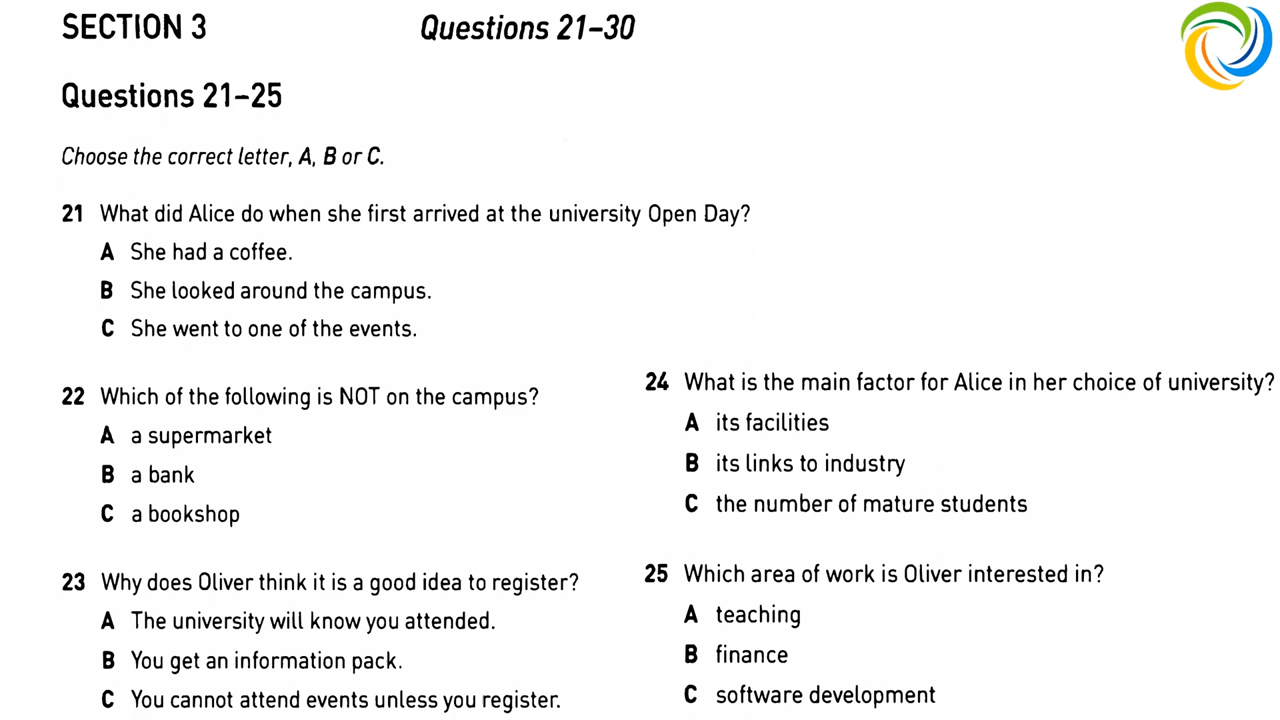 SECTION 3
Questions 21–30
Questions 21–25
Choose the correct letter, A, B or C.
21 What did Alice do when she first arrived at the university Open Day?
A She had a coffee.
B She looked around the campus.
C She went to one of the events.
22 Which of the following is NOT on the campus?
A a supermarket
B a bank
C a bookshop
23 Why does Oliver think it is a good idea to register?
A The university will know you attended.
B You get an information pack.
C You cannot attend events unless you register.
24 What is the main factor for Alice in her choice of university?
A its facilities
B its links to industry
C the number of mature students
25 Which area of work is Oliver interested in?
A teaching
B finance
C software development